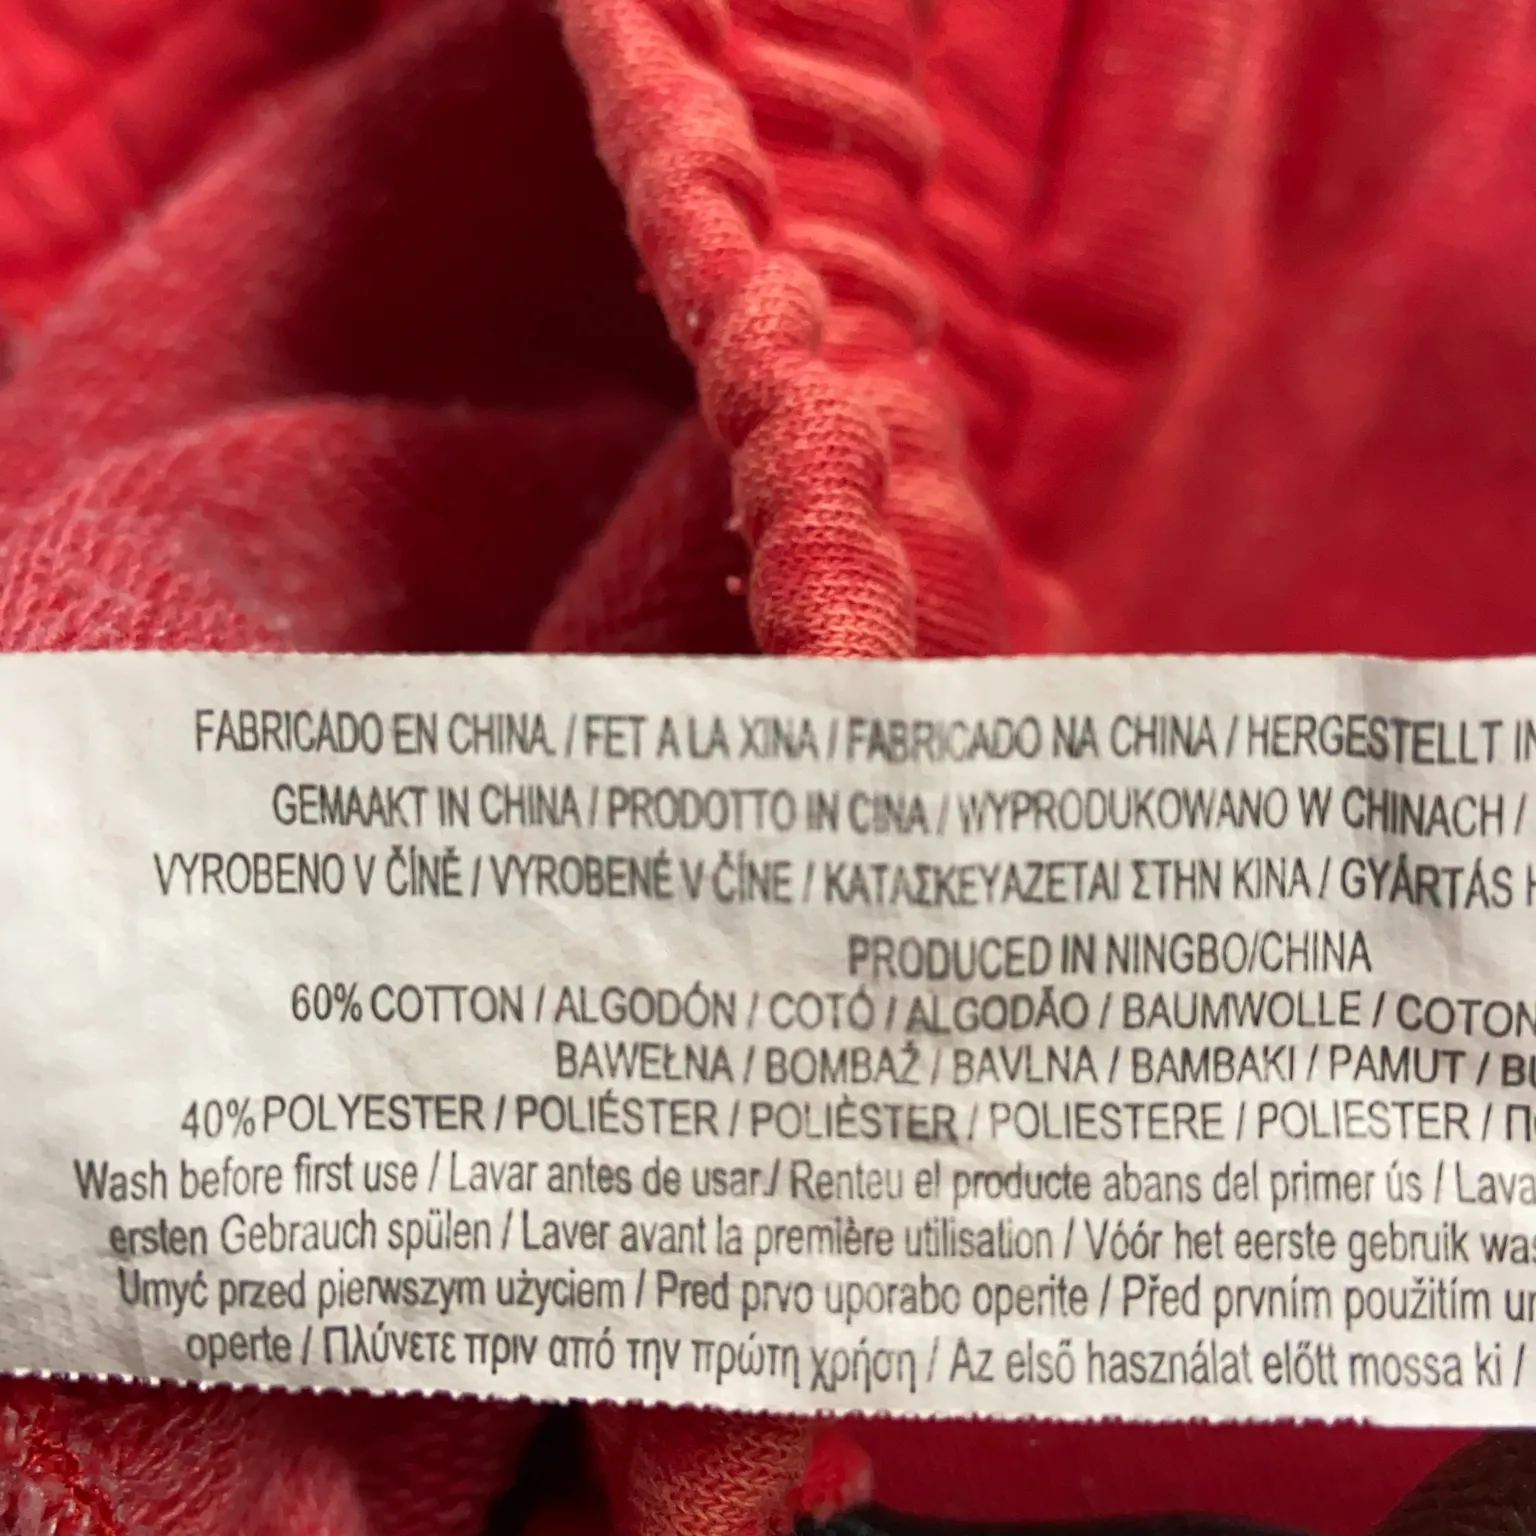 FABRICADO EN CHINA. / FET A LA XINA / FABRICADO NA CHINA / HERGESTELLT
GEMAAKT IN CHINA / PRODOTTO IN CINA / WYPRODUKOWANO W CHINACH /
VYROBENO V ČÍNĚ / VYROBENÉ V ČÍNE / ΚΑΤΑΣΚΕΥΑΖΕΤΑΙ ΣΤΗΝ ΚΙΝΑ / GYÁRTÁS
PRODUCED IN NINGBO/CHINA
60% COTTON / ALGODÓN / COTÓ / ALGODÃO / BAUMWOLLE / COTON
BAWEŁNA / BOMBAŽ / BAVLNA / BAMBAKI / PAMUT /
40% POLYESTER / POLIÉSTER / POLIÈSTER / POLIESTERE / POLIESTER /
Wash before first use / Lavar antes de usar./ Renteu el producte abans del primer ús /
ersten Gebrauch spülen / Laver avant la première utilisation / Vóór het eerste gebruik
Umyć przed pierwszym użyciem / Pred prvo uporabo operite / Před prvním použitím
operte / Πλύνετε πριν από την πρώτη χρήση / Az első használat előtt mossa ki /